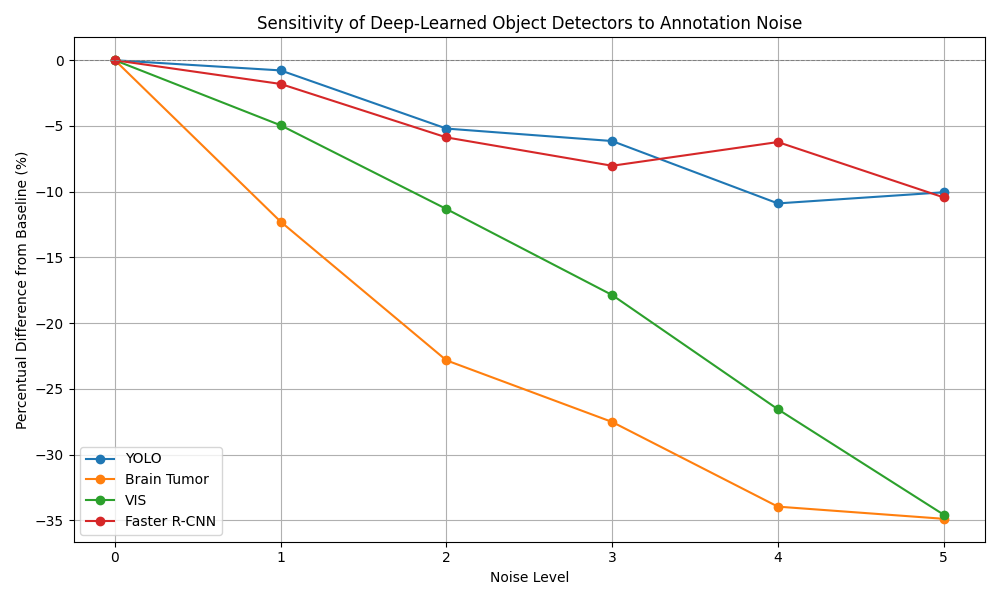 Sensitivity of Deep-Learned Object Detectors to Annotation Noise
Percentual Difference from Baseline (%)
0
−5
−10
−15
−20
−25
−30
−35
YOLO
Brain Tumor
VIS
Faster R-CNN
0 1 2 3 4 5
Noise Level